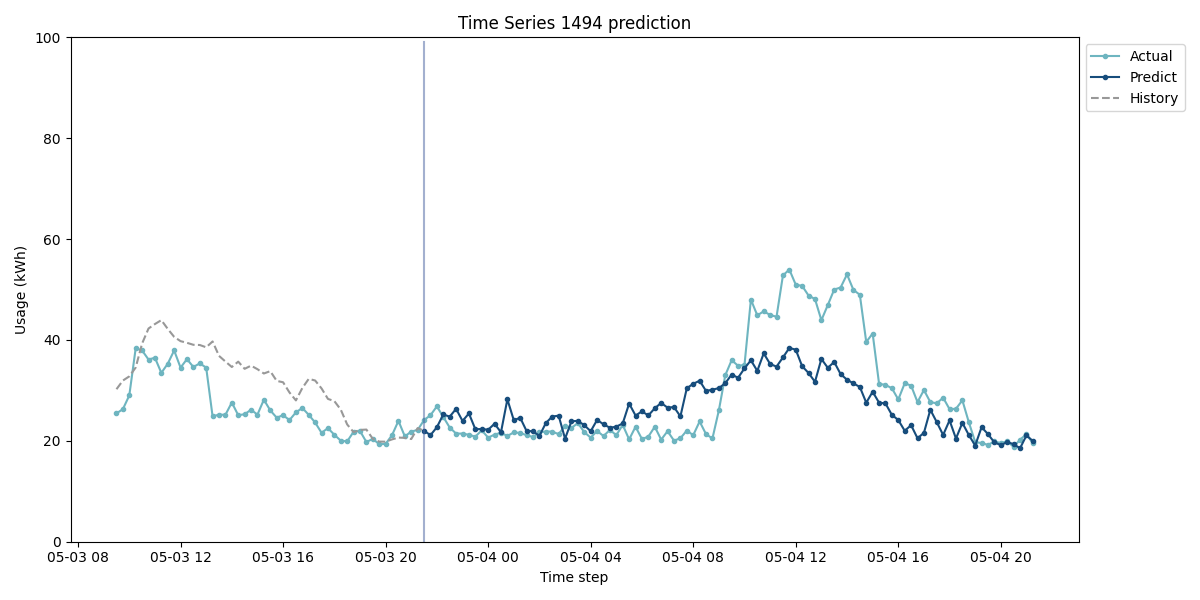 Time Series 1494 prediction
100
80
60
40
20
0
Usage (kWh)
05-03 08
05-03 12
05-03 16
05-03 20
05-04 00
05-04 04
05-04 08
05-04 12
05-04 16
05-04 20
Time step
Actual
Predict
History